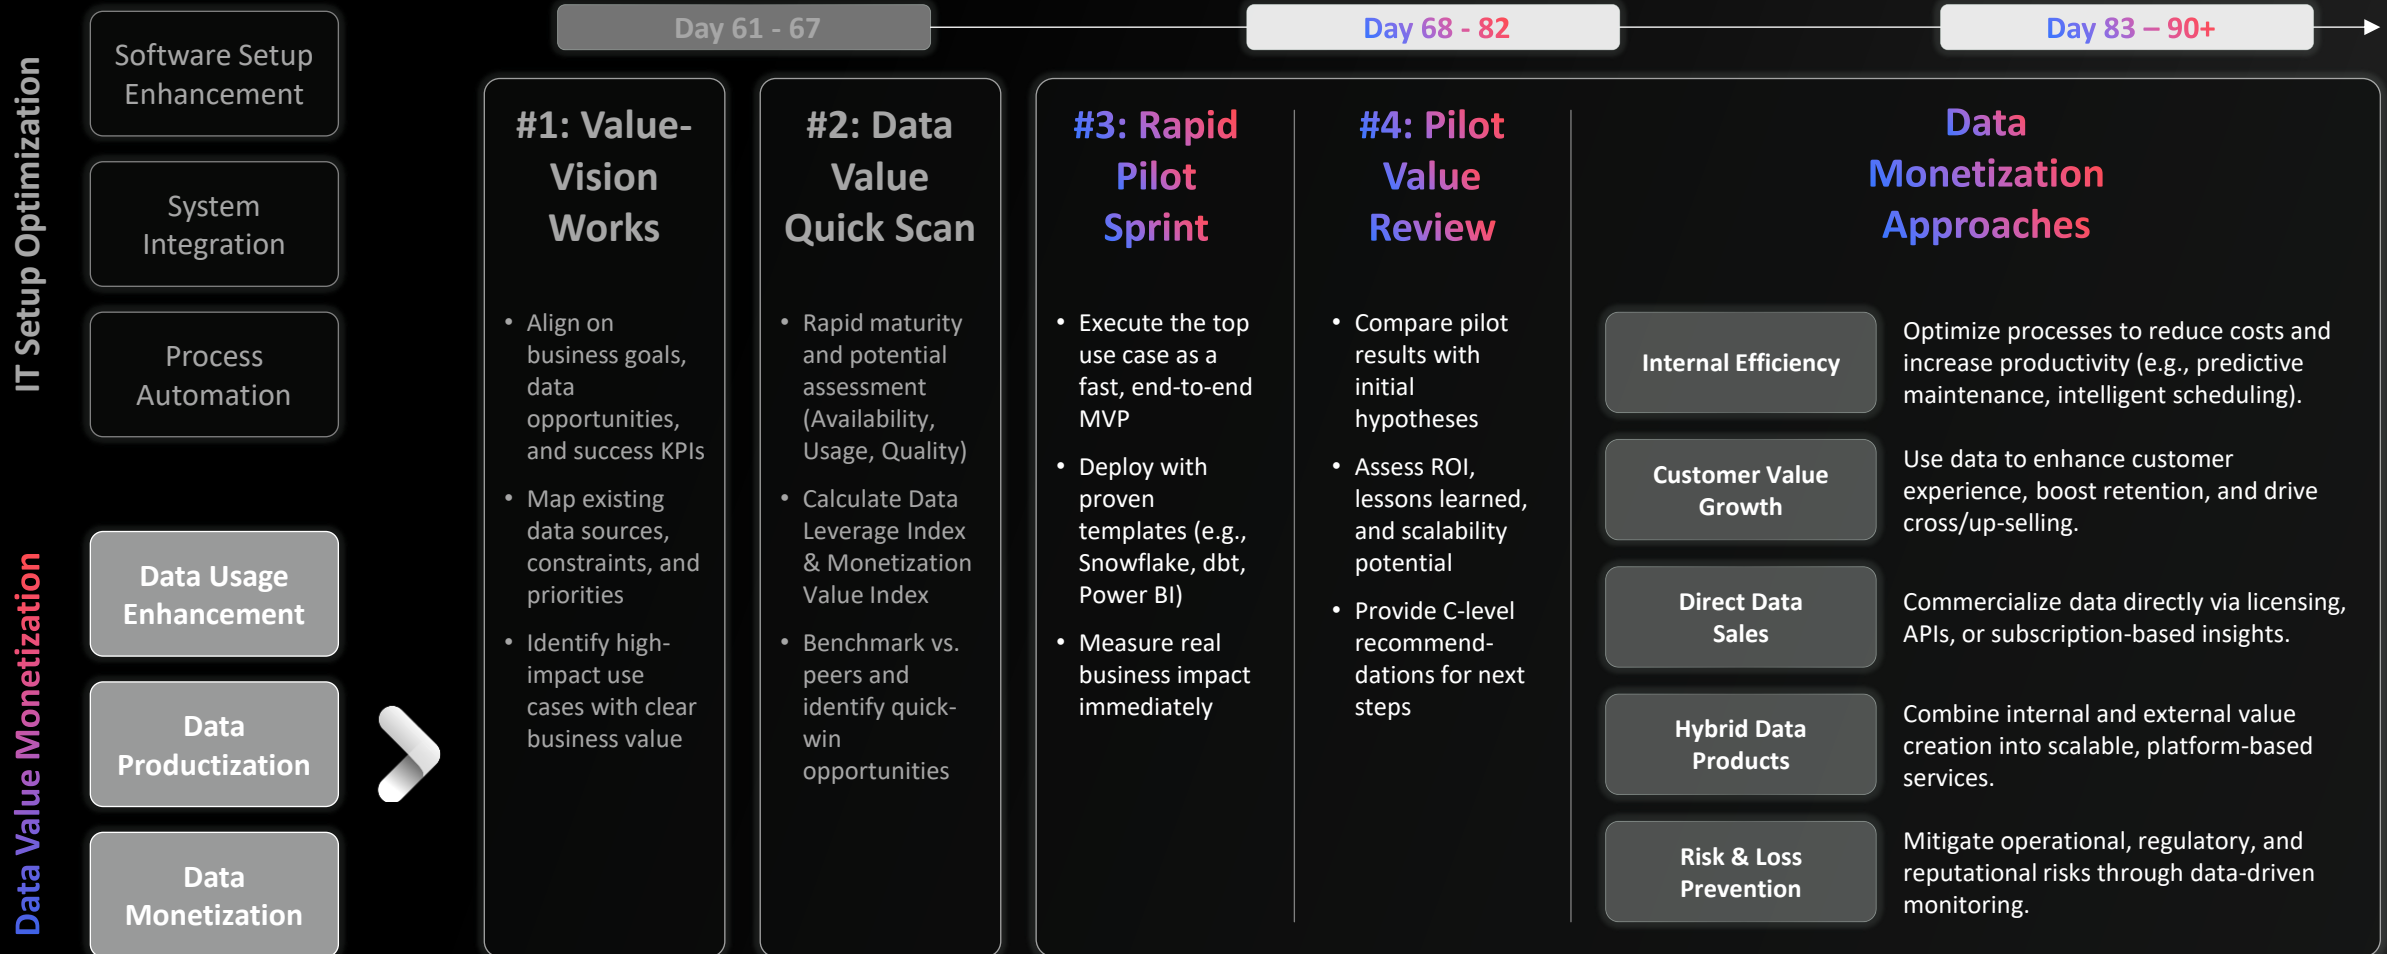 Day 61 - 67
Day 68 - 82
Day 83 – 90+
IT Setup Optimization
Software Setup
Enhancement
System
Integration
Process
Automation
Data Value Monetization
Data Usage
Enhancement
Data
Productization
Data
Monetization
#1: Value-
Vision
Works
• Align on
business goals,
data
opportunities,
and success KPIs
• Map existing
data sources,
constraints, and
priorities
• Identify high-
impact use
cases with clear
business value
#2: Data
Value
Quick Scan
• Rapid maturity
and potential
assessment
(Availability,
Usage, Quality)
• Calculate Data
Leverage Index
& Monetization
Value Index
• Benchmark vs.
peers and
identify quick-
win
opportunities
#3: Rapid
Pilot
Sprint
• Execute the top
use case as a
fast, end-to-end
MVP
• Deploy with
proven
templates (e.g.,
Snowflake, dbt,
Power BI)
• Measure real
business impact
immediately
#4: Pilot
Value
Review
• Compare pilot
results with
initial
hypotheses
• Assess ROI,
lessons learned,
and scalability
potential
• Provide C-level
recommend-
dations for next
steps
Data
Monetization
Approaches
Internal Efficiency
Optimize processes to reduce costs and
increase productivity (e.g., predictive
maintenance, intelligent scheduling).
Customer Value
Growth
Use data to enhance customer
experience, boost retention, and drive
cross/up-selling.
Direct Data
Sales
Commercialize data directly via licensing,
APIs, or subscription-based insights.
Hybrid Data
Products
Combine internal and external value
creation into scalable, platform-based
services.
Risk & Loss
Prevention
Mitigate operational, regulatory, and
reputational risks through data-driven
monitoring.